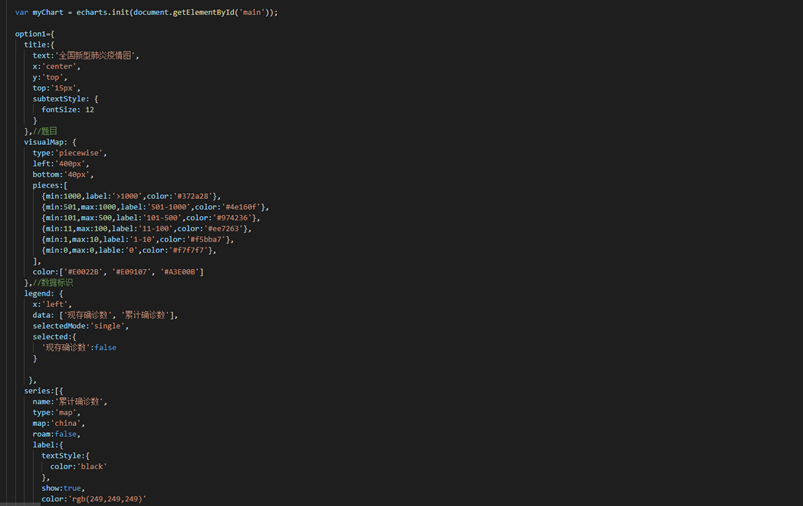 var myChart = echarts.init(document.getElementById('main'));
option1={
title:{
text:'全国新型肺炎疫情图',
x:'center',
y:'top',
top:'15px',
subtextStyle: {
fontSize: 12
}
},//题目
visualMap: {
type:'piecewise',
left:'400px',
bottom:'40px',
pieces:[
{min:1000,label:'>1000',color:'#372a28'},
{min:501,max:1000,label:'501-1000',color:'#4e160f'},
{min:101,max:500,label:'101-500',color:'#974236'},
{min:11,max:100,label:'11-100',color:'#ee7263'},
{min:1,max:10,label:'1-10',color:'#f5bba7'},
{min:0,max:0,lable:'0',color:'#f7f7f7'},
],
color:['#E0022B', '#E09107', '#A3E00B']
},//数据标识
legend: {
x:'left',
data: ['现存确诊数', '累计确诊数'],
selectedMode:'single',
selected:{
'现存确诊数':false
}
},
series:[{
name:'累计确诊数',
type:'map',
map:'china',
roam:false,
label:{
textStyle:{
color:'black'
},
show:true,
color:'rgb(249,249,249)'